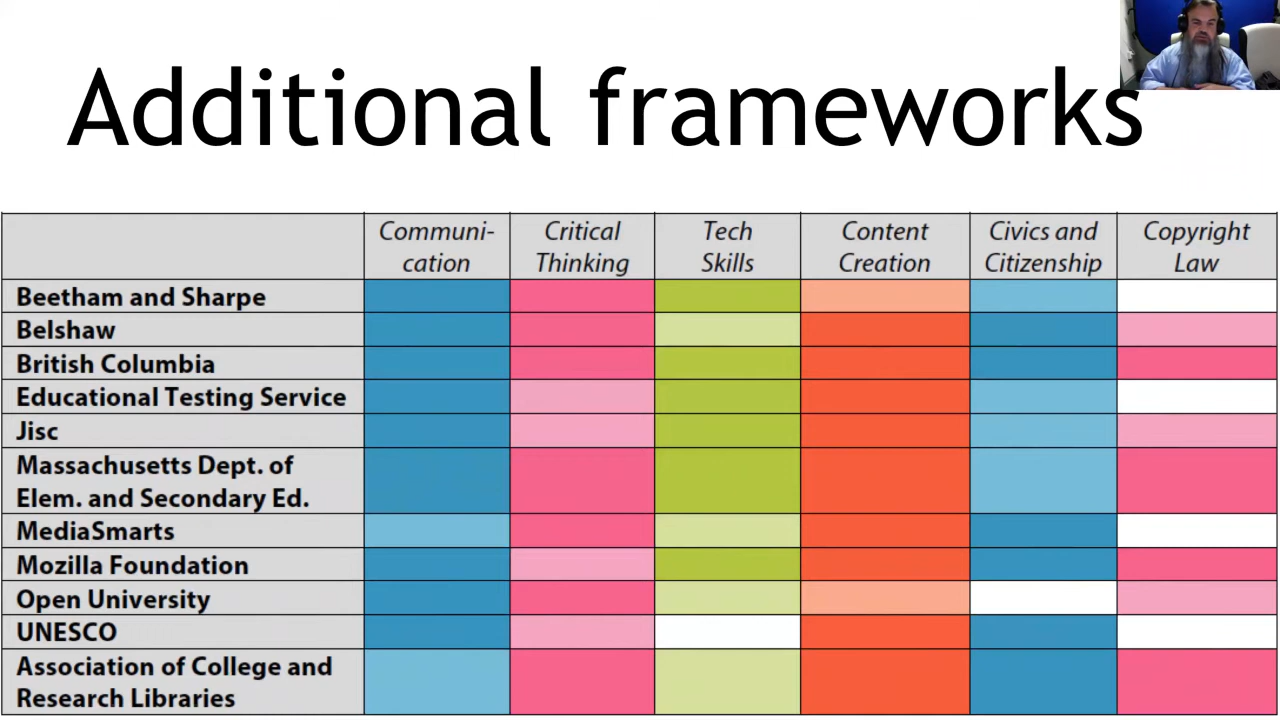 Additional frameworks
Communi-
cation
Critical
Thinking
Tech
Skills
Content
Creation
Civics and
Citizenship
Copyright
Law
Beetham and Sharpe
Belshaw
British Columbia
Educational Testing Service
Jisc
Massachusetts Dept. of
Elem. and Secondary Ed.
MediaSmarts
Mozilla Foundation
Open University
UNESCO
Association of College and
Research Libraries